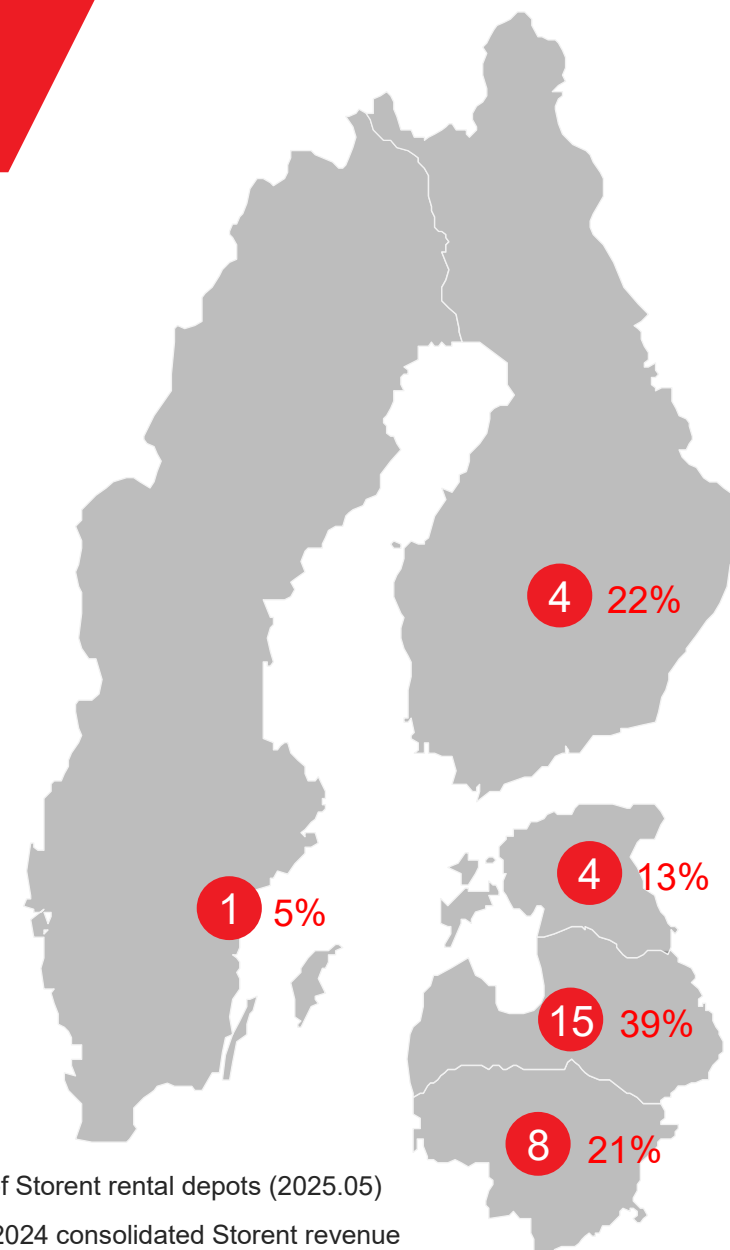 4 22%
4 13%
1 5%
15 39%
8 21%
Storent rental depots (2025.05)
2024 consolidated Storent revenue